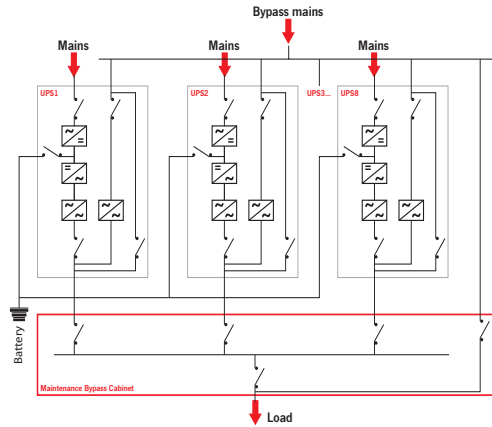 Bypass mains
Mains
Mains
Mains
UPS1
UPS2
UPS3...
UPS8
Battery
Maintenance Bypass Cabinet
Load